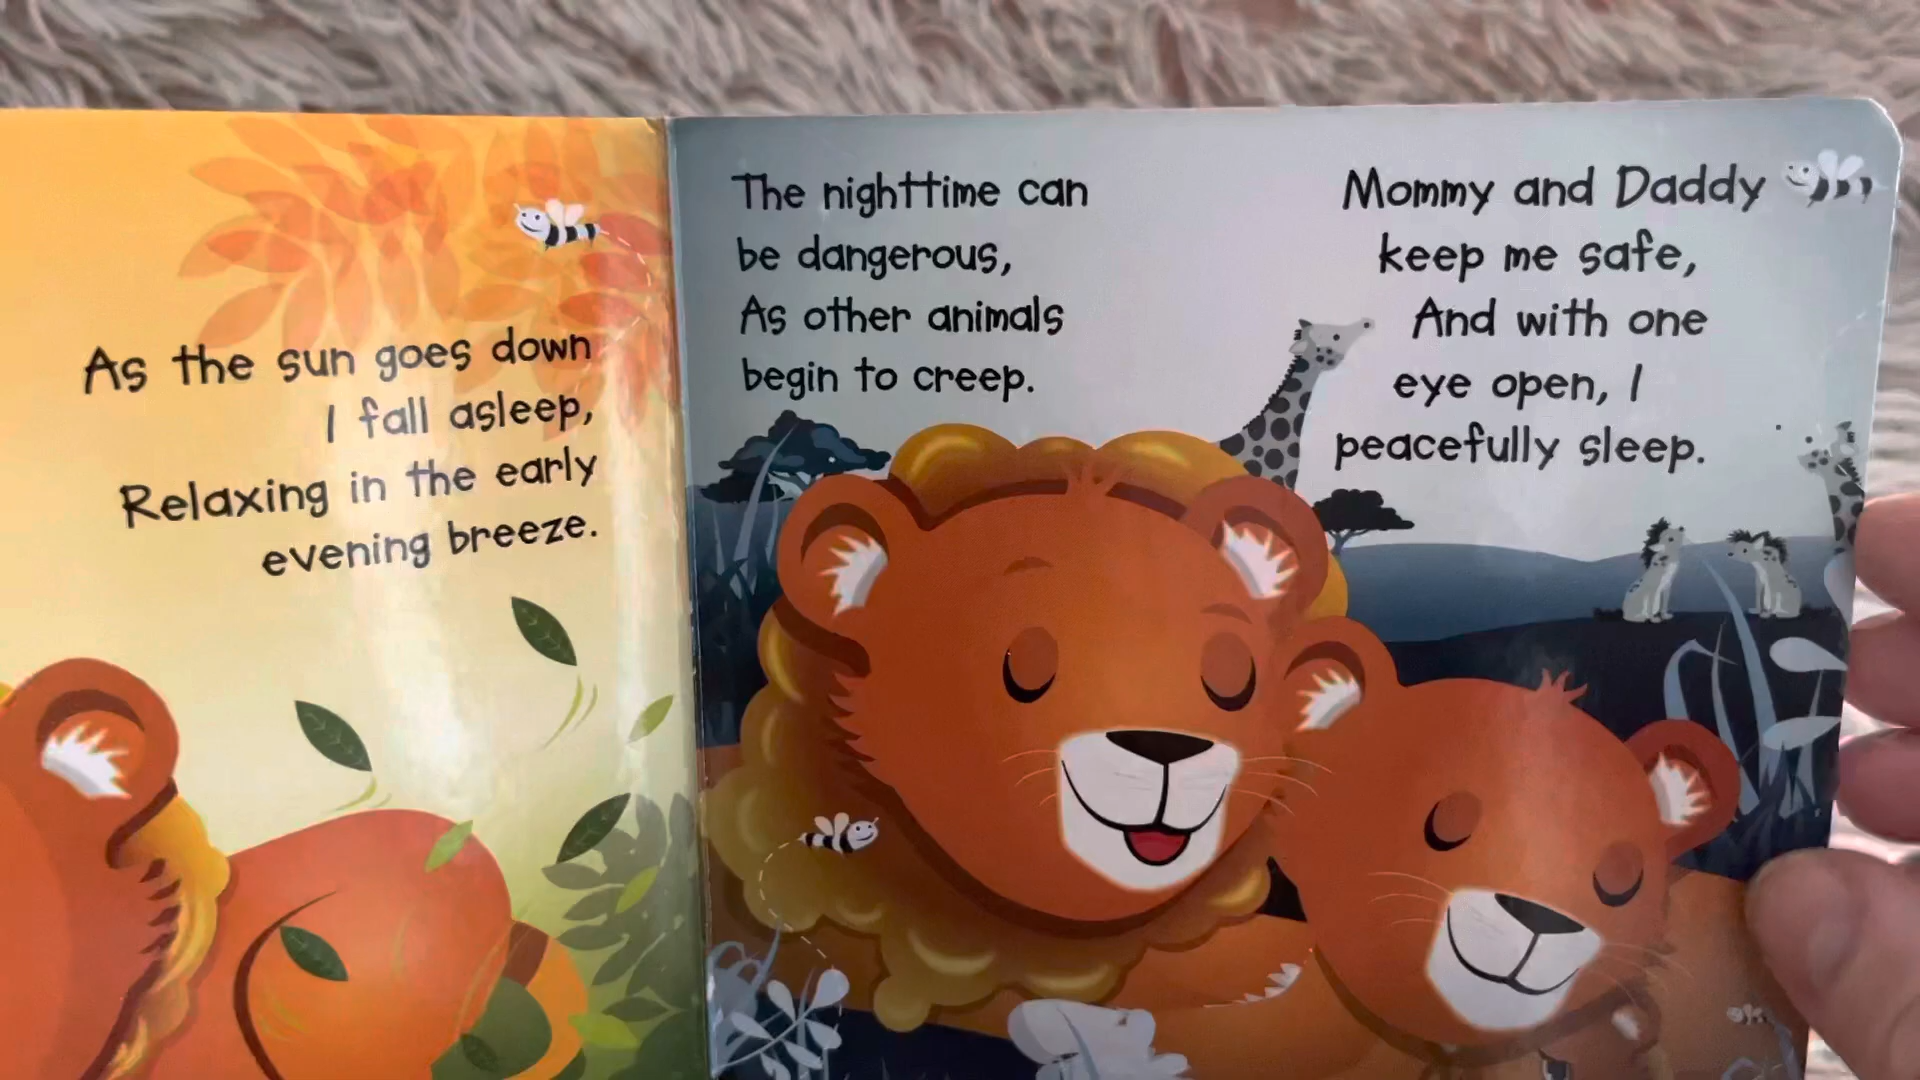 As the sun goes down
I fall asleep,
Relaxing in the early
evening breeze.
The nighttime can
be dangerous,
As other animals
begin to creep.
Mommy and Daddy
keep me safe,
And with one
eye open, I
peacefully sleep.